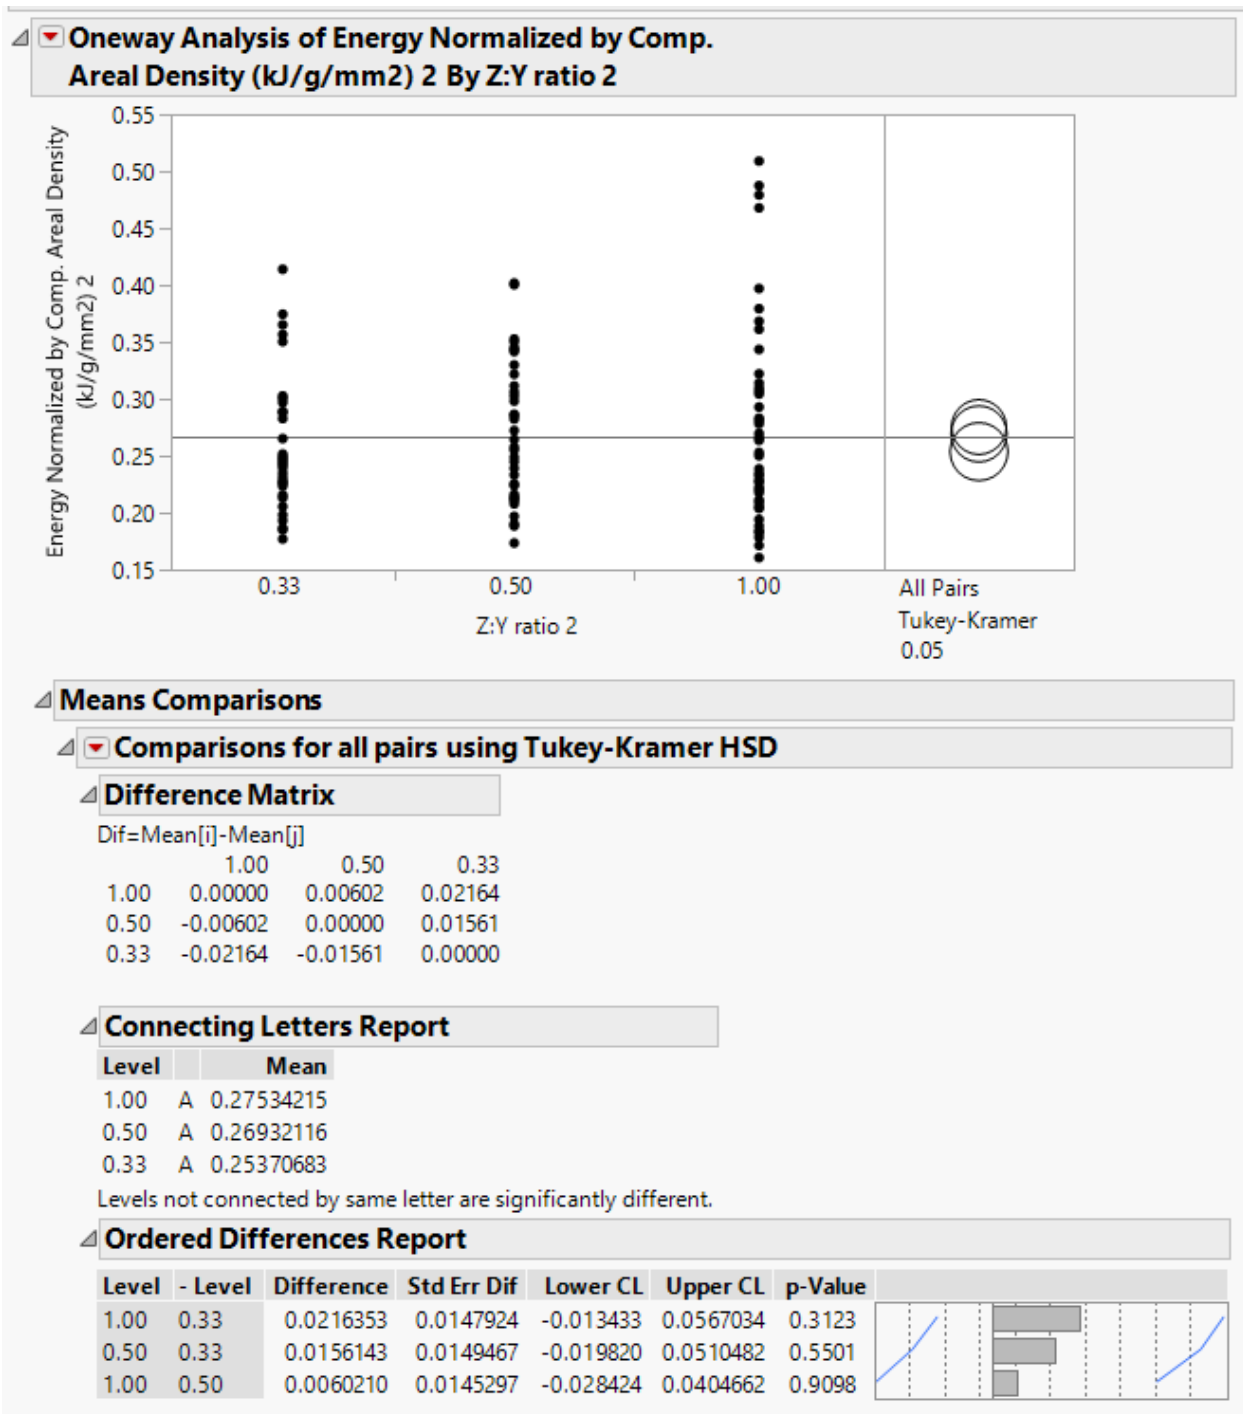 Oneway Analysis of Energy Normalized by Comp.
Areal Density (kJ/g/mm2) 2 By Z:Y ratio 2
Energy Normalized by Comp. Areal Density
(kJ/g/mm2) 2
0.55
0.50
0.45
0.40
0.35
0.30
0.25
0.20
0.15
0.33 0.50 1.00
Z:Y ratio 2
All Pairs
Tukey-Kramer
0.05
Means Comparisons
Comparisons for all pairs using Tukey-Kramer HSD
Difference Matrix
Dif=Mean[i]-Mean[j]
1.00 0.50 0.33
1.00 0.00000 0.00602 0.02164
0.50 -0.00602 0.00000 0.01561
0.33 -0.02164 -0.01561 0.00000
Connecting Letters Report
Level Mean
1.00 A 0.27534215
0.50 A 0.26932116
0.33 A 0.25370683
Levels not connected by same letter are significantly different.
Ordered Differences Report
Level - Level Difference Std Err Dif Lower CL Upper CL p-Value
1.00 0.33 0.0216353 0.0147924 -0.013433 0.0567034 0.3123
0.50 0.33 0.0156143 0.0149467 -0.019820 0.0510482 0.5501
1.00 0.50 0.0060210 0.0145297 -0.028424 0.0404662 0.9098